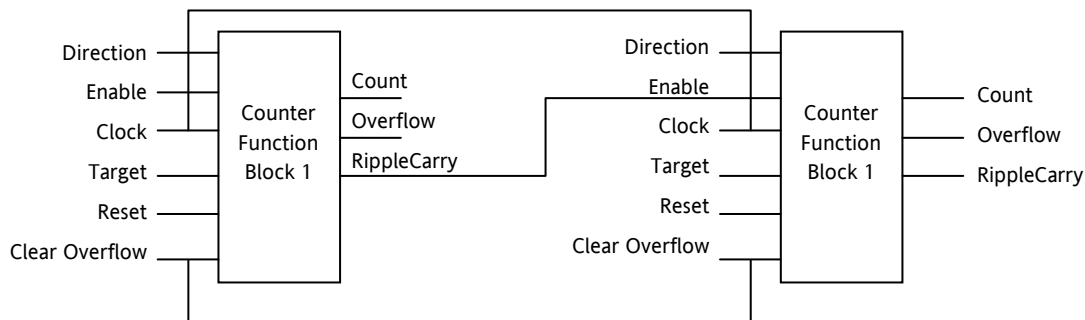 Direction
Enable
Clock
Target
Reset
Clear Overflow
Counter
Function
Block 1
Count
Overflow
RippleCarry
Direction
Enable
Clock
Target
Reset
Clear Overflow
Counter
Function
Block 1
Count
Overflow
RippleCarry